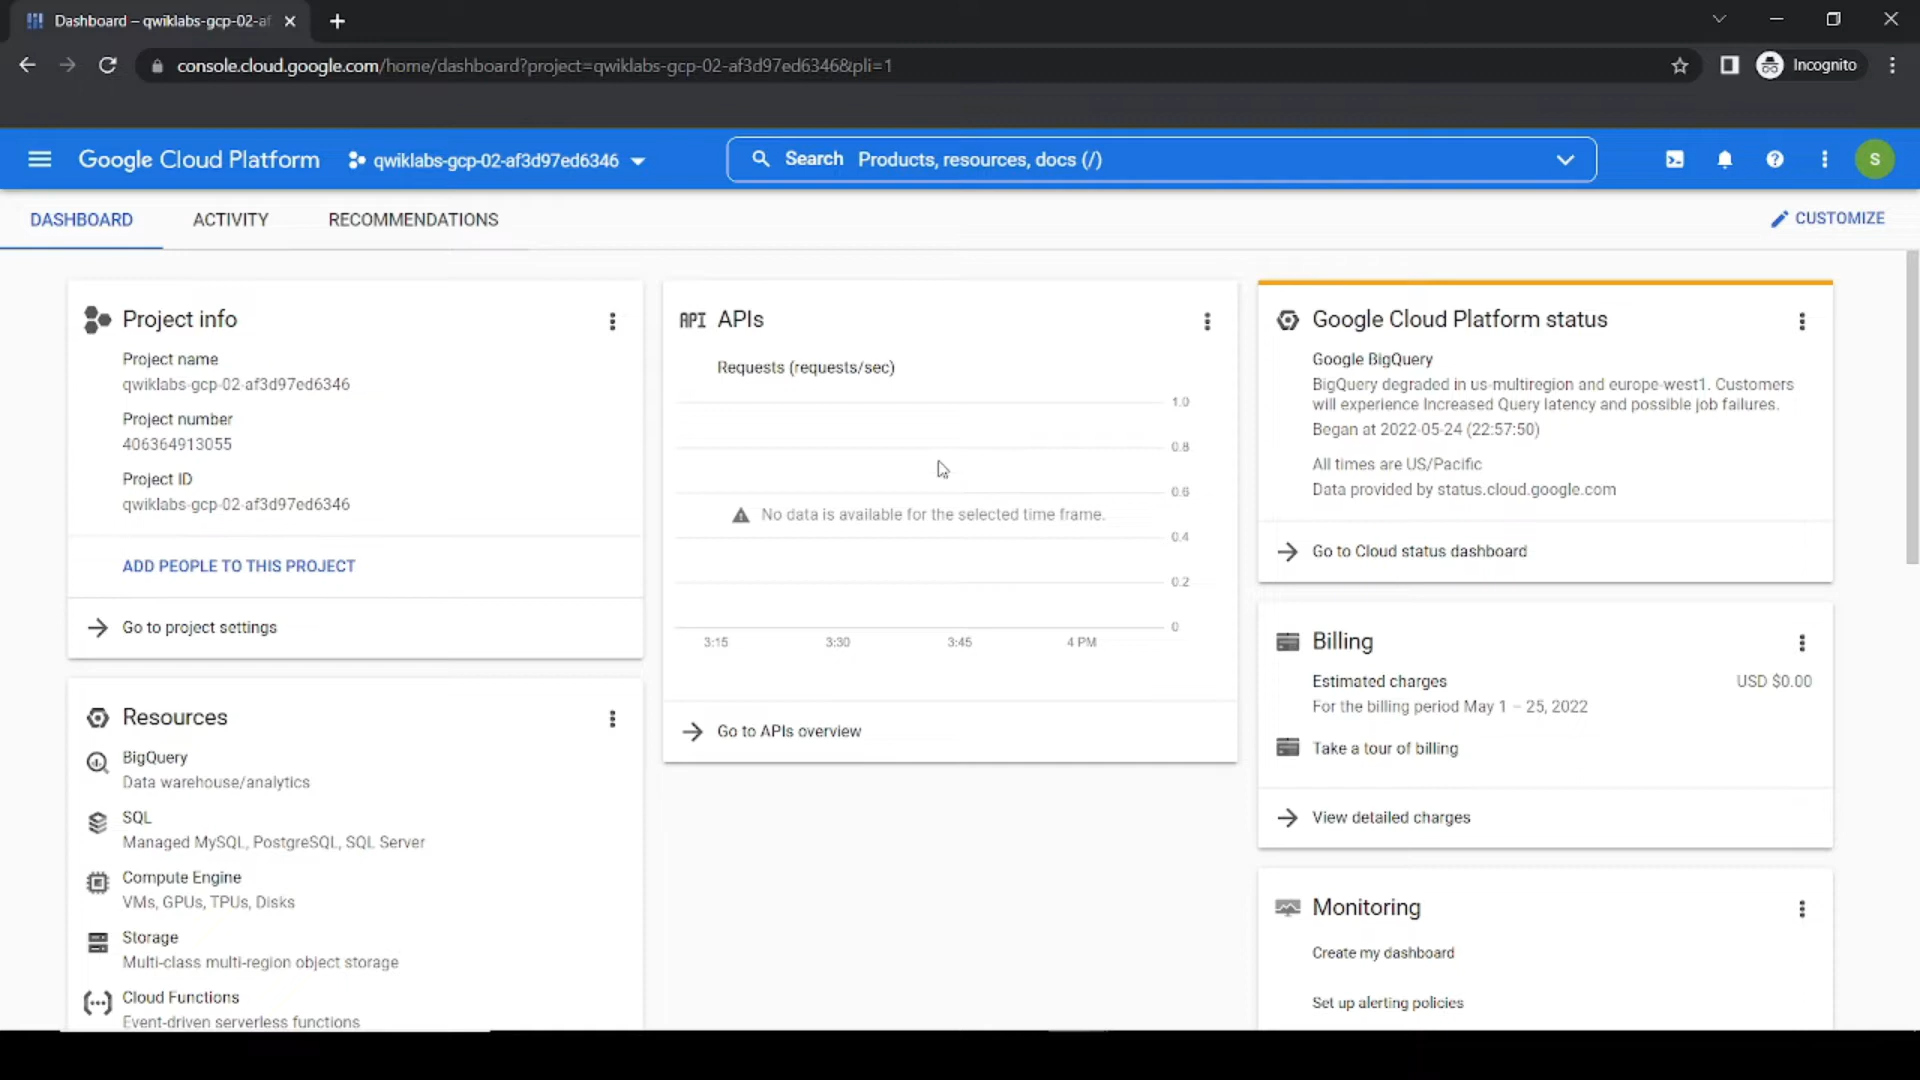 Dashboard – qwiklabs-gcp-02-af
console.cloud.google.com/home/dashboard?project=qwiklabs-gcp-02-af3d97ed6346&pli=1
Incognito
Google Cloud Platform
qwiklabs-gcp-02-af3d97ed6346
Search Products, resources, docs (/)
S
DASHBOARD
ACTIVITY
RECOMMENDATIONS
CUSTOMIZE
Project info
Project name
qwiklabs-gcp-02-af3d97ed6346
Project number
406364913055
Project ID
qwiklabs-gcp-02-af3d97ed6346
ADD PEOPLE TO THIS PROJECT
Go to project settings
Resources
BigQuery
Data warehouse/analytics
SQL
Managed MySQL, PostgreSQL, SQL Server
Compute Engine
VMs, GPUs, TPUs, Disks
Storage
Multi-class multi-region object storage
Cloud Functions
Event-driven serverless functions
API APIs
Requests (requests/sec)
1.0
0.8
0.6
No data is available for the selected time frame.
0.4
0.2
0
3:15
3:30
3:45
4 PM
Go to APIs overview
Google Cloud Platform status
Google BigQuery
BigQuery degraded in us-multiregion and europe-west1. Customers
will experience Increased Query latency and possible job failures.
Began at 2022-05-24 (22:57:50)
All times are US/Pacific
Data provided by status.cloud.google.com
Go to Cloud status dashboard
Billing
Estimated charges
USD $0.00
For the billing period May 1 – 25, 2022
Take a tour of billing
View detailed charges
Monitoring
Create my dashboard
Set up alerting policies